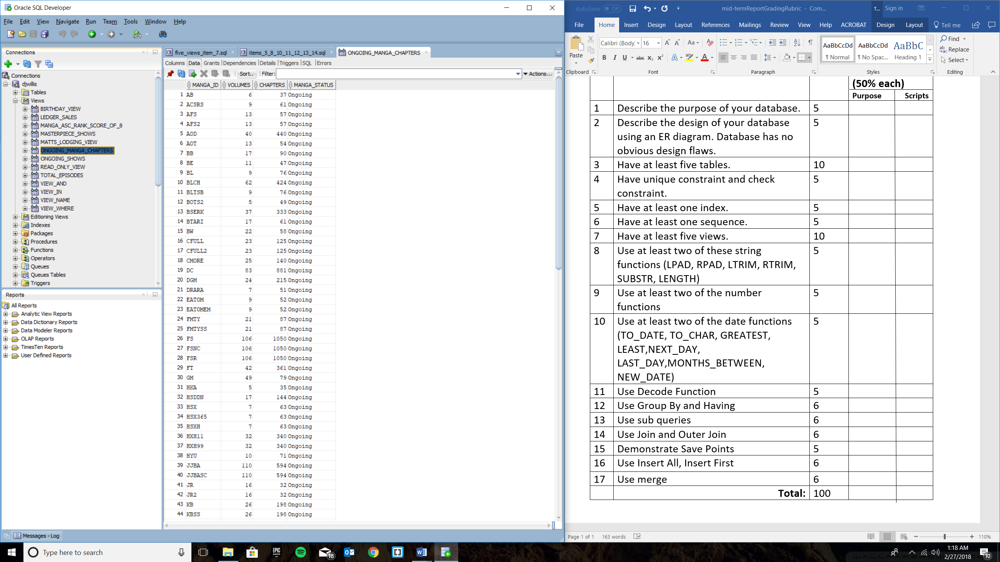 Oracle SQL Developer
File Edit View Navigate Run Team Tools Window Help
Connections
Connections
djwillis
Tables
Views
BIRTHDAY_VIEW
LEDGER_SALES
MANGA_ASC_RANK_SCORE_OF_8
MASTERPIECE_SHOWS
MATTS_LODGING_VIEW
ONGOING_MANGA_CHAPTERS
ONGOING_SHOWS
READ_ONLY_VIEW
TOTAL_EPISODES
VIEW_AND
VIEW_IN
VIEW_NAME
VIEW_WHERE
Editioning Views
Indexes
Packages
Procedures
Functions
Operators
Queues
Queues Tables
Triggers
Reports
All Reports
Analytic View Reports
Data Dictionary Reports
Data Modeler Reports
OLAP Reports
TimesTen Reports
User Defined Reports
Messages - Log
five_views_item_7.sql items_5_8_10_11_12_13_14.sql ONGOING_MANGA_CHAPTERS
Columns Data Grants Dependencies Details Triggers SQL Errors
Sort.. Filter: Actions...
MANGA_ID VOLUMES CHAPTERS MANGA_STATUS
1 AB 6 37 Ongoing
2 ACSRS 9 61 Ongoing
3 AFS 13 57 Ongoing
4 AFS2 13 57 Ongoing
5 AOD 40 440 Ongoing
6 AOT 13 54 Ongoing
7 BB 17 90 Ongoing
8 BE 11 47 Ongoing
9 BL 9 76 Ongoing
10 BLCH 62 424 Ongoing
11 BLTSB 9 76 Ongoing
12 BOTS2 5 49 Ongoing
13 BSERK 37 333 Ongoing
14 BTARI 17 61 Ongoing
15 BW 22 58 Ongoing
16 CFULL 23 125 Ongoing
17 CFULL2 23 125 Ongoing
18 CMORE 25 140 Ongoing
19 DC 83 881 Ongoing
20 DGM 24 215 Ongoing
21 DRARA 7 51 Ongoing
22 EATOM 9 52 Ongoing
23 EATOMEM 9 52 Ongoing
24 FMTY 21 87 Ongoing
25 FMTYSS 21 87 Ongoing
26 FS 106 1050 Ongoing
27 FSNC 106 1050 Ongoing
28 FSR 106 1050 Ongoing
29 FT 42 361 Ongoing
30 GM 49 79 Ongoing
31 HKA 5 35 Ongoing
32 HSDDN 17 144 Ongoing
33 HSX 7 63 Ongoing
34 HSX365 7 63 Ongoing
35 HSXH 7 63 Ongoing
36 HXH11 32 340 Ongoing
37 HXH99 32 340 Ongoing
38 HYU 10 71 Ongoing
39 JJBA 110 594 Ongoing
40 JJBASC 110 594 Ongoing
41 JR 16 32 Ongoing
42 JR2 16 32 Ongoing
43 KB 26 198 Ongoing
44 KBSS 26 198 Ongoing
AutoSave Off mid-termReportGradingRubric - Com... T... Sign in
File Home Insert Design Layout References Mailings Review View Help ACROBAT Design Layout Tell me
Paste Calibri (Body) 16 Aa
B I U abc x2 x2 A ab A
AaBbCcDd AaBbCcDd AaBbC
¶ Normal ¶ No Spac... Heading 1
Find
Replace
Select
Clipboard Font Paragraph Styles Editing
(50% each)
Purpose Scripts
1 Describe the purpose of your database. 5
2 Describe the design of your database 5
using an ER diagram. Database has no
obvious design flaws.
3 Have at least five tables. 10
4 Have unique constraint and check 5
constraint.
5 Have at least one index. 5
6 Have at least one sequence. 5
7 Have at least five views. 10
8 Use at least two of these string 5
functions (LPAD, RPAD, LTRIM, RTRIM,
SUBSTR, LENGTH)
9 Use at least two of the number 5
functions
10 Use at least two of the date functions 5
(TO_DATE, TO_CHAR, GREATEST,
LEAST,NEXT_DAY,
LAST_DAY,MONTHS_BETWEEN,
NEW_DATE)
11 Use Decode Function 5
12 Use Group By and Having 6
13 Use sub queries 6
14 Use Join and Outer Join 6
15 Demonstrate Save Points 5
16 Use Insert All, Insert First 6
17 Use merge 6
Total: 100
Page 1 of 1 163 words 110%
Type here to search
EPIC GAMES
18
1:18 AM
2/27/2018
10